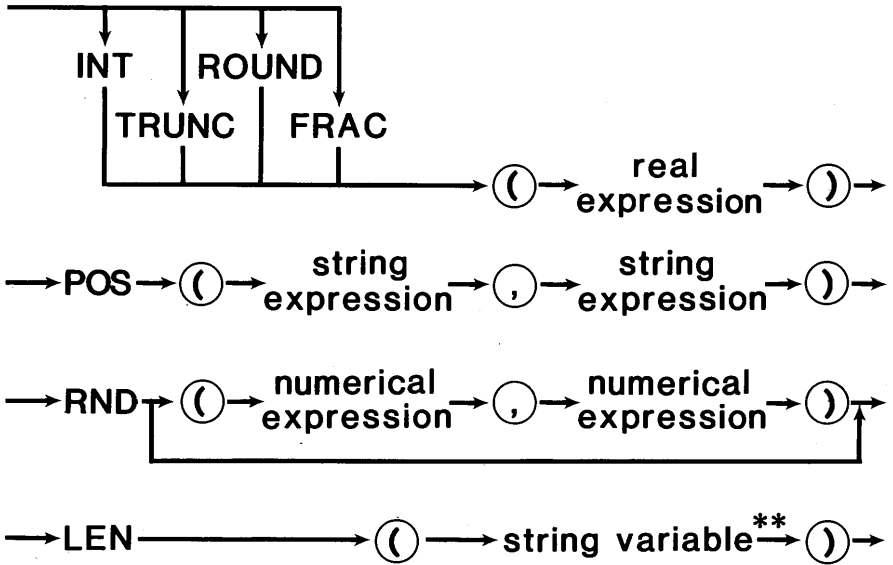 INT ROUND
TRUNC FRAC
( real expression )
POS ( string expression , string expression )
RND ( numerical expression , numerical expression )
LEN ( string variable** )